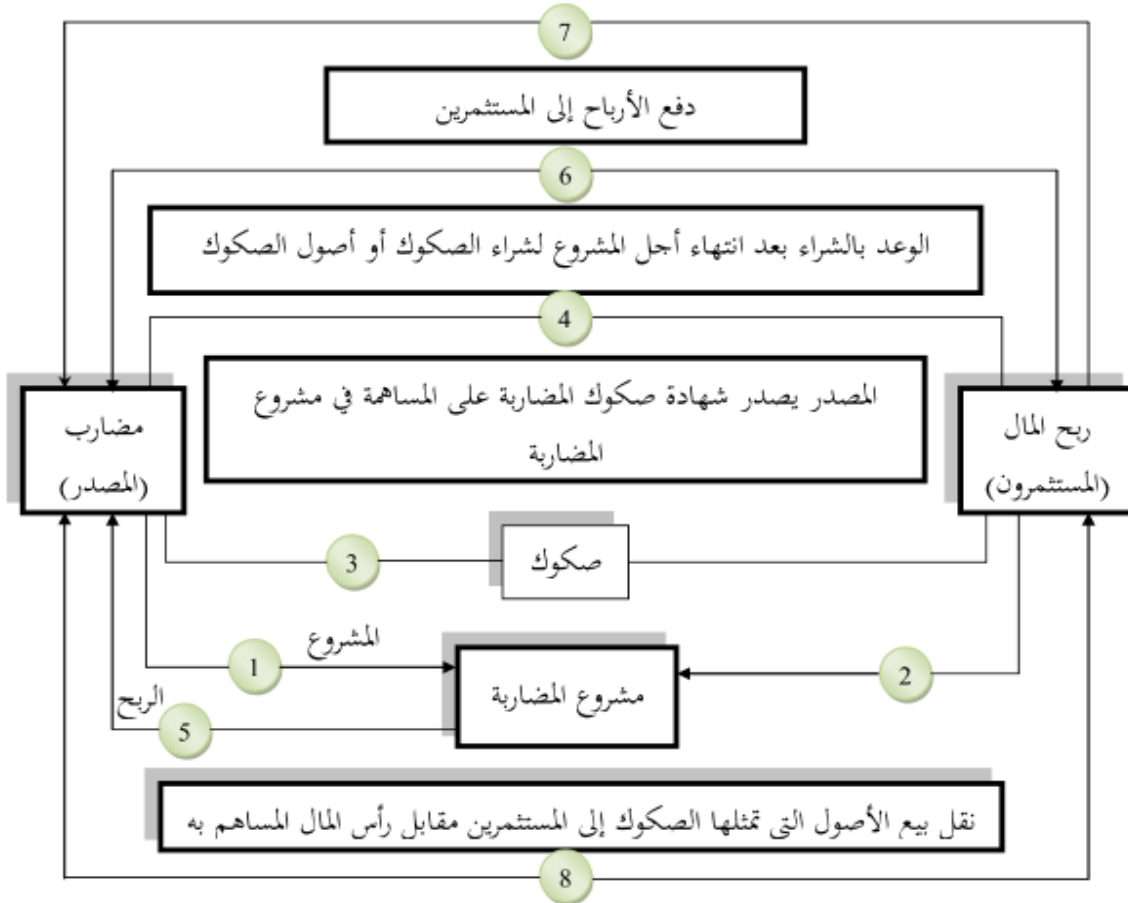 7
دفع الأرباح إلى المستثمرين
6
الوعد بالشراء بعد انتهاء أجل المشروع لشراء الصكوك أو أصول الصكوك
4
المصدر يصدر شهادة صكوك المضاربة على المساهمة في مشروع
المضاربة
مضارب
(المصدر)
ربح المال
(المستثمرون)
3
صكوك
المشروع
1
2
مشروع المضاربة
الربح
5
نقل بيع الأصول التي تمثلها الصكوك إلى المستثمرين مقابل رأس المال المساهم به
8